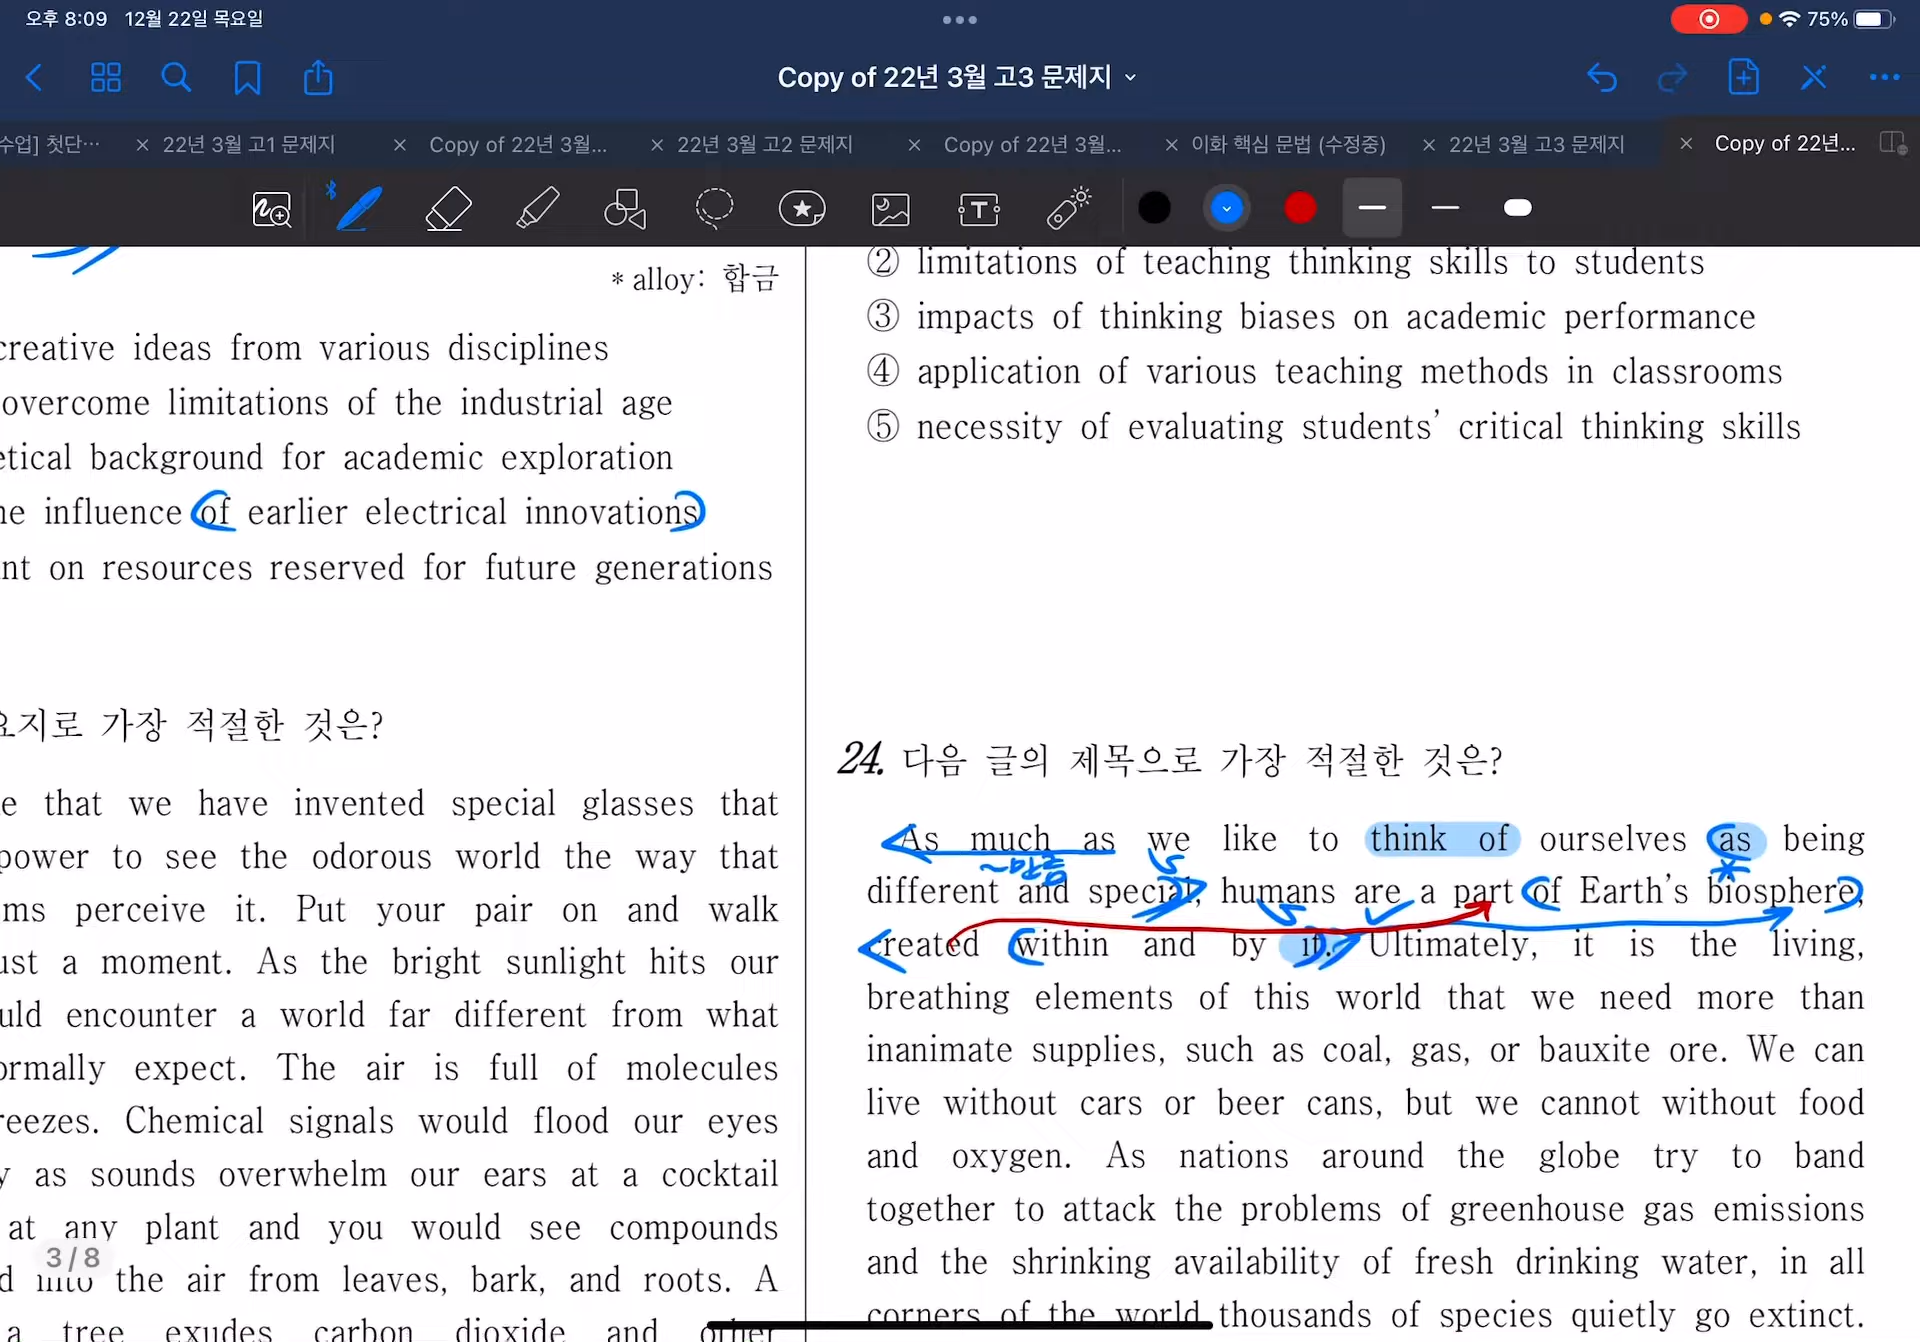 오후 8:09 12월 22일 목요일
75%
Copy of 22년 3월 고3 문제지
수업] 첫단…
22년 3월 고1 문제지
Copy of 22년 3월...
22년 3월 고2 문제지
Copy of 22년 3월...
이화 핵심 문법 (수정중)
22년 3월 고3 문제지
Copy of 22년...
* alloy: 합금
creative ideas from various disciplines
overcome limitations of the industrial age
etical background for academic exploration
he influence of earlier electrical innovations
nt on resources reserved for future generations
요지로 가장 적절한 것은?
e that we have invented special glasses that
power to see the odorous world the way that
ms perceive it. Put your pair on and walk
ust a moment. As the bright sunlight hits our
uld encounter a world far different from what
ormally expect. The air is full of molecules
reezes. Chemical signals would flood our eyes
y as sounds overwhelm our ears at a cocktail
at any plant and you would see compounds
d into the air from leaves, bark, and roots. A
a tree exudes carbon dioxide and other
3/8
② limitations of teaching thinking skills to students
③ impacts of thinking biases on academic performance
④ application of various teaching methods in classrooms
⑤ necessity of evaluating students' critical thinking skills
24. 다음 글의 제목으로 가장 적절한 것은?
As much as we like to think of ourselves as being
~만큼
different and special, humans are a part of Earth's biosphere,
created within and by it. Ultimately, it is the living,
breathing elements of this world that we need more than
inanimate supplies, such as coal, gas, or bauxite ore. We can
live without cars or beer cans, but we cannot without food
and oxygen. As nations around the globe try to band
together to attack the problems of greenhouse gas emissions
and the shrinking availability of fresh drinking water, in all
corners of the world thousands of species quietly go extinct.